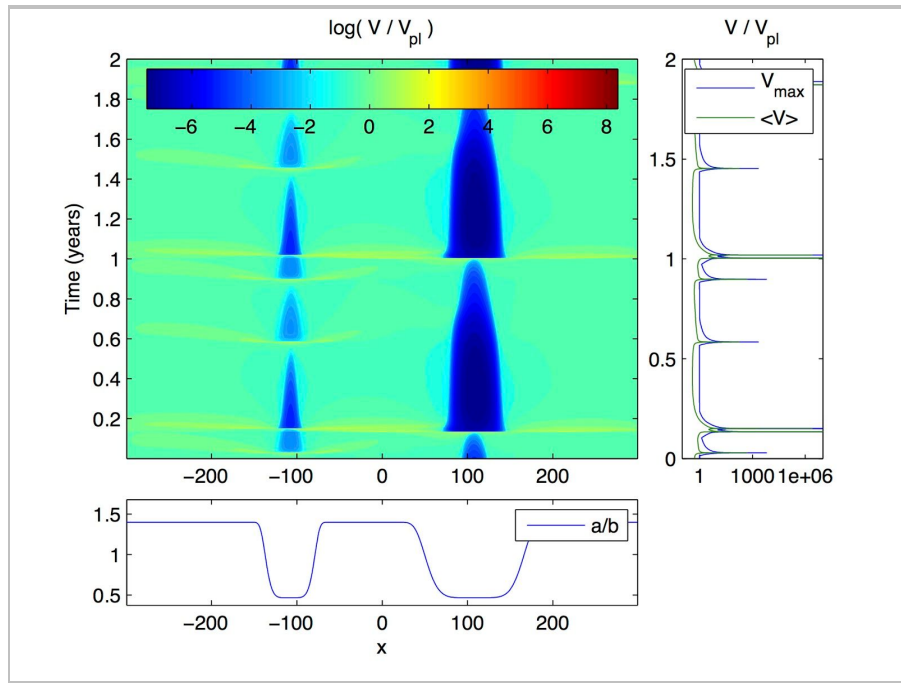 log( V / Vpl )
V / Vpl
2
1.8
1.6
1.4
1.2
1
0.8
0.6
0.4
0.2
Time (years)
−6 −4 −2 0 2 4 6 8
−200 −100 0 100 200
2
1.5
1
0.5
0
Vmax
<V>
1 1000 1e+06
1.5
1
0.5
a/b
−200 −100 0 100 200
x